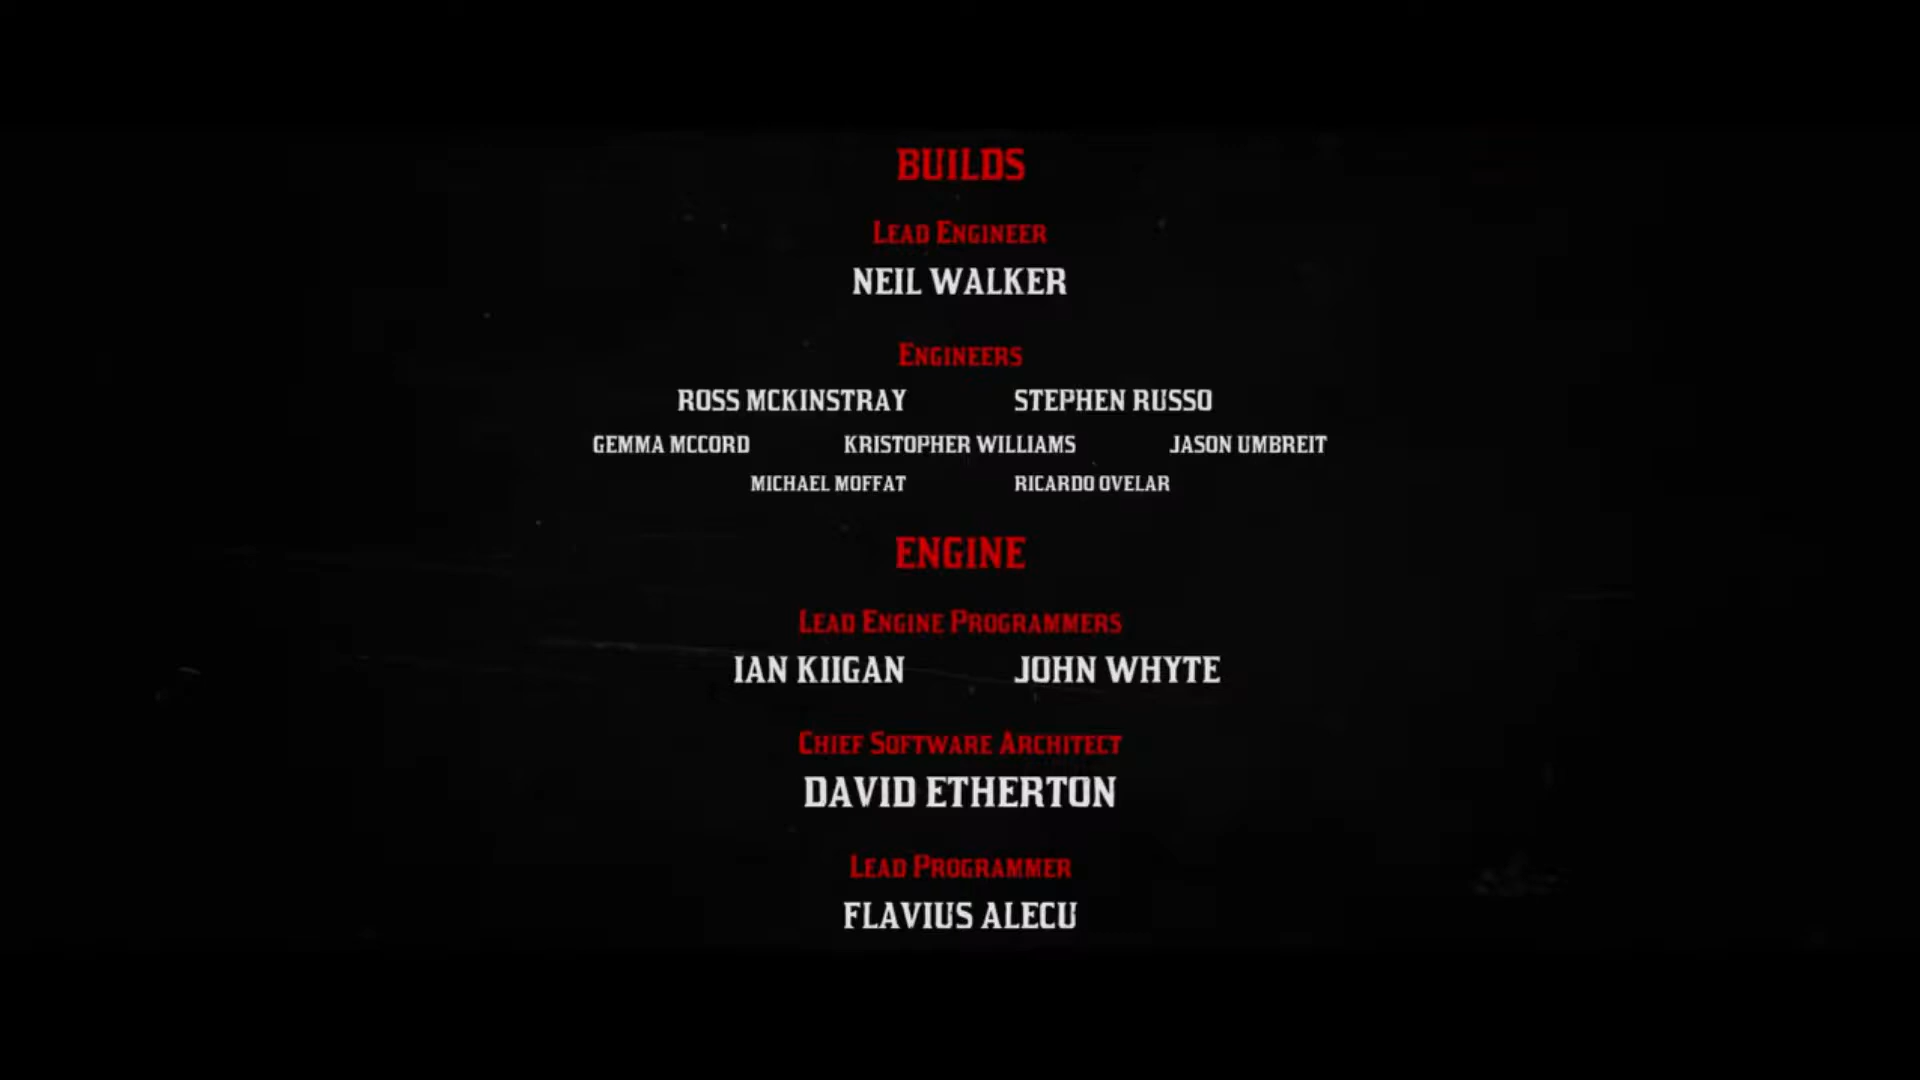 BUILDS
LEAD ENGINEER
NEIL WALKER
ENGINEERS
ROSS MCKINSTRAY STEPHEN RUSSO
GEMMA MCCORD KRISTOPHER WILLIAMS JASON UMBREIT
MICHAEL MOFFAT RICARDO OVELAR
ENGINE
LEAD ENGINE PROGRAMMERS
IAN KIIGAN JOHN WHYTE
CHIEF SOFTWARE ARCHITECT
DAVID ETHERTON
LEAD PROGRAMMER
FLAVIUS ALECU